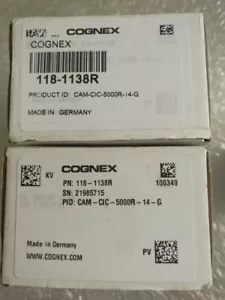 COGNEX
COGNEX
118-1138R
PRODUCT ID: CAM-CIC-5000R-14-G
MADE IN: GERMANY
COGNEX
KV
PN: 118-1138R
106349
SN: 21985715
PID: CAM-CIC-5000R-14-G
Made in Germany
WWW.COGNEX.COM
PV